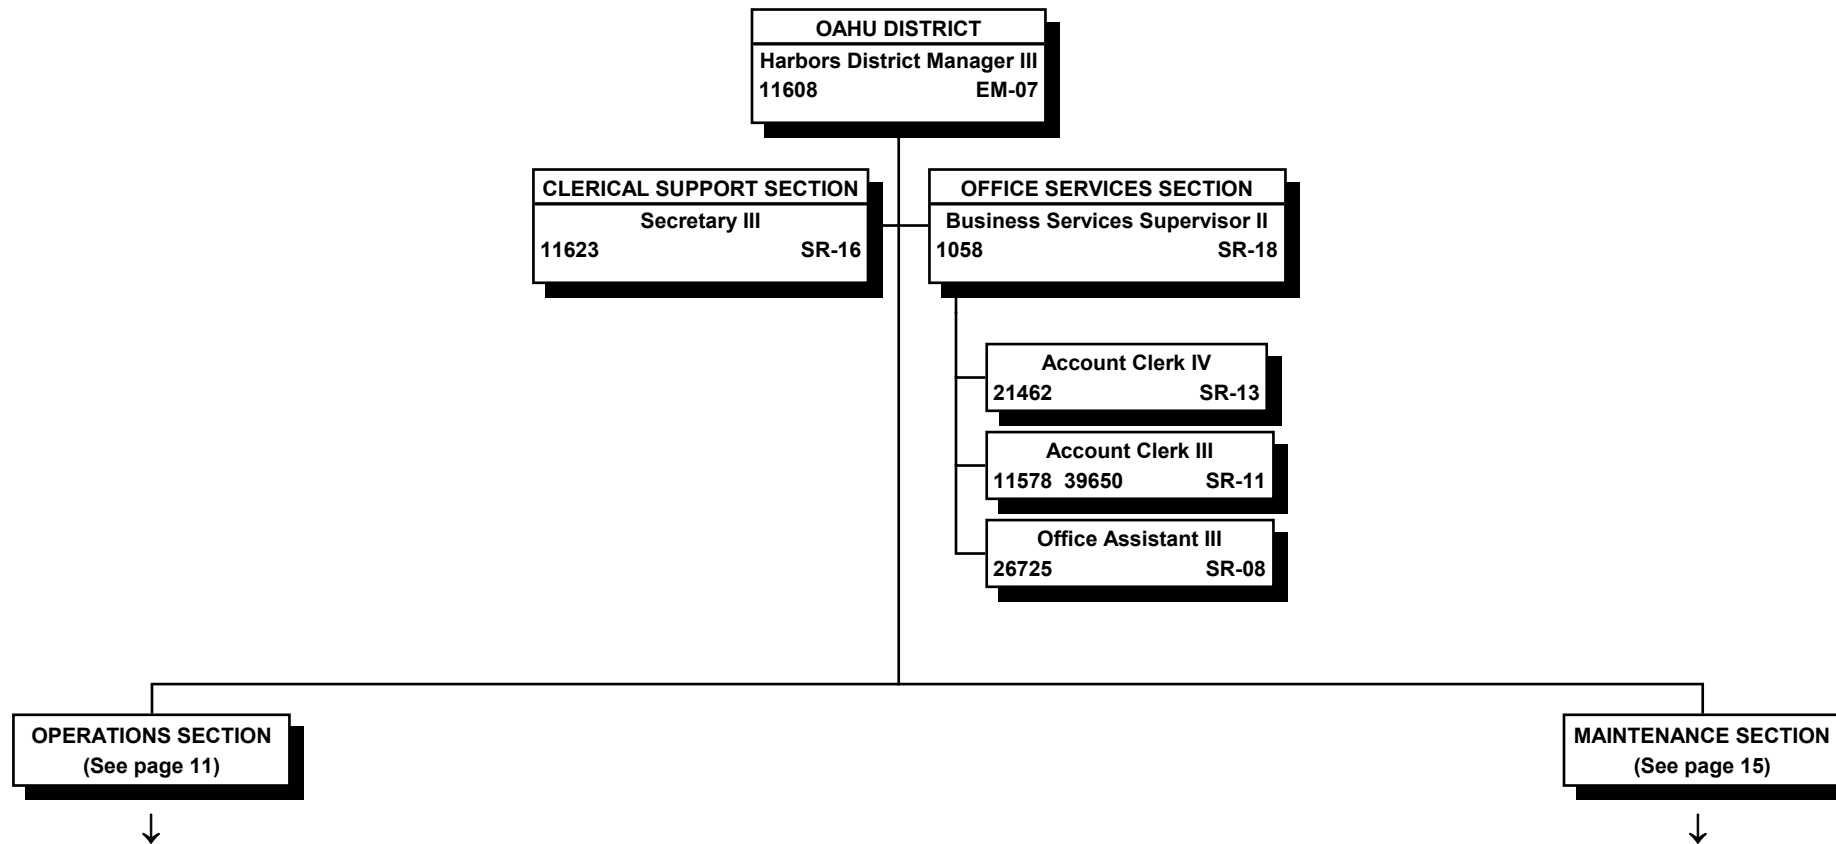 OAHU DISTRICT
Harbors District Manager III
11608 EM-07
CLERICAL SUPPORT SECTION
Secretary III
11623 SR-16
OFFICE SERVICES SECTION
Business Services Supervisor II
1058 SR-18
Account Clerk IV
21462 SR-13
Account Clerk III
11578 39650 SR-11
Office Assistant III
26725 SR-08
OPERATIONS SECTION
(See page 11)
MAINTENANCE SECTION
(See page 15)